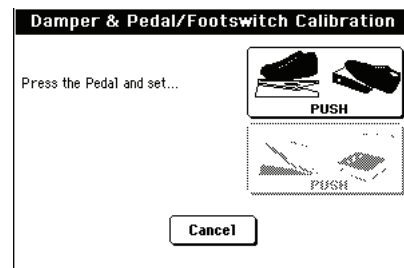 Damper & Pedal/Footswitch Calibration
Press the Pedal and set...
PUSH
PUSH
Cancel